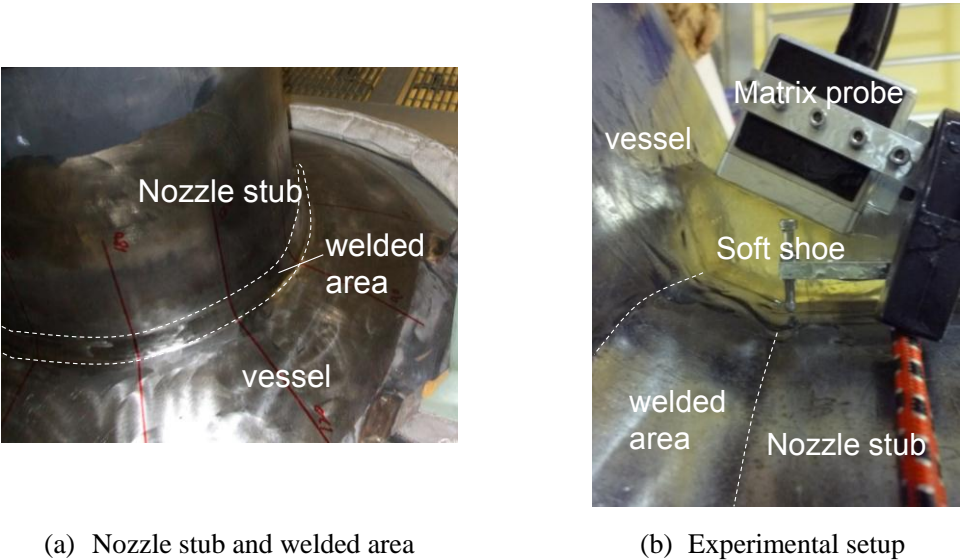 Nozzle stub
welded
area
vessel
Matrix probe
vessel
Soft shoe
welded
area
Nozzle stub
(a) Nozzle stub and welded area
(b) Experimental setup